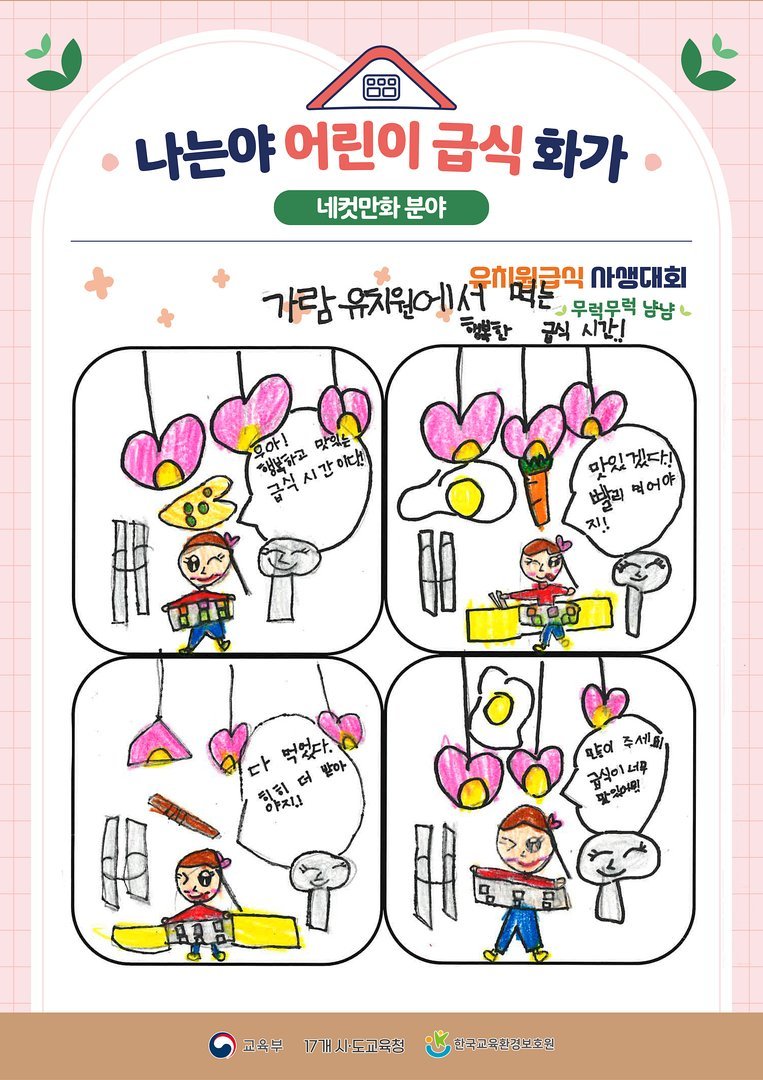 나는야 어린이 급식 화가
네컷만화 분야
유치원급식 사생대회
무럭무럭 냠냠
가람 유치원에서 먹는
행복한 급식 시간!!
우아!
행복하고 맛있는
급식 시간이다!
맛있겠다!
빨리 먹어야
지!
다 먹었다.
히히 더 받아
야지!
많이 주세요
급식이 너무
맛있어요!
교육부
17개 시·도교육청
한국교육환경보호원